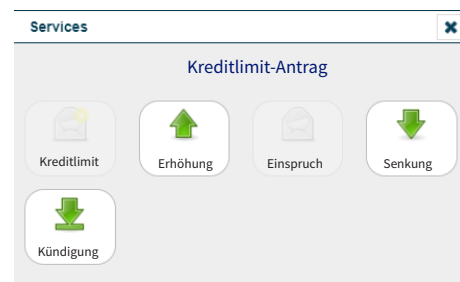 Services
Kreditlimit-Antrag
Kreditlimit Erhöhung Einspruch Senkung
Kündigung